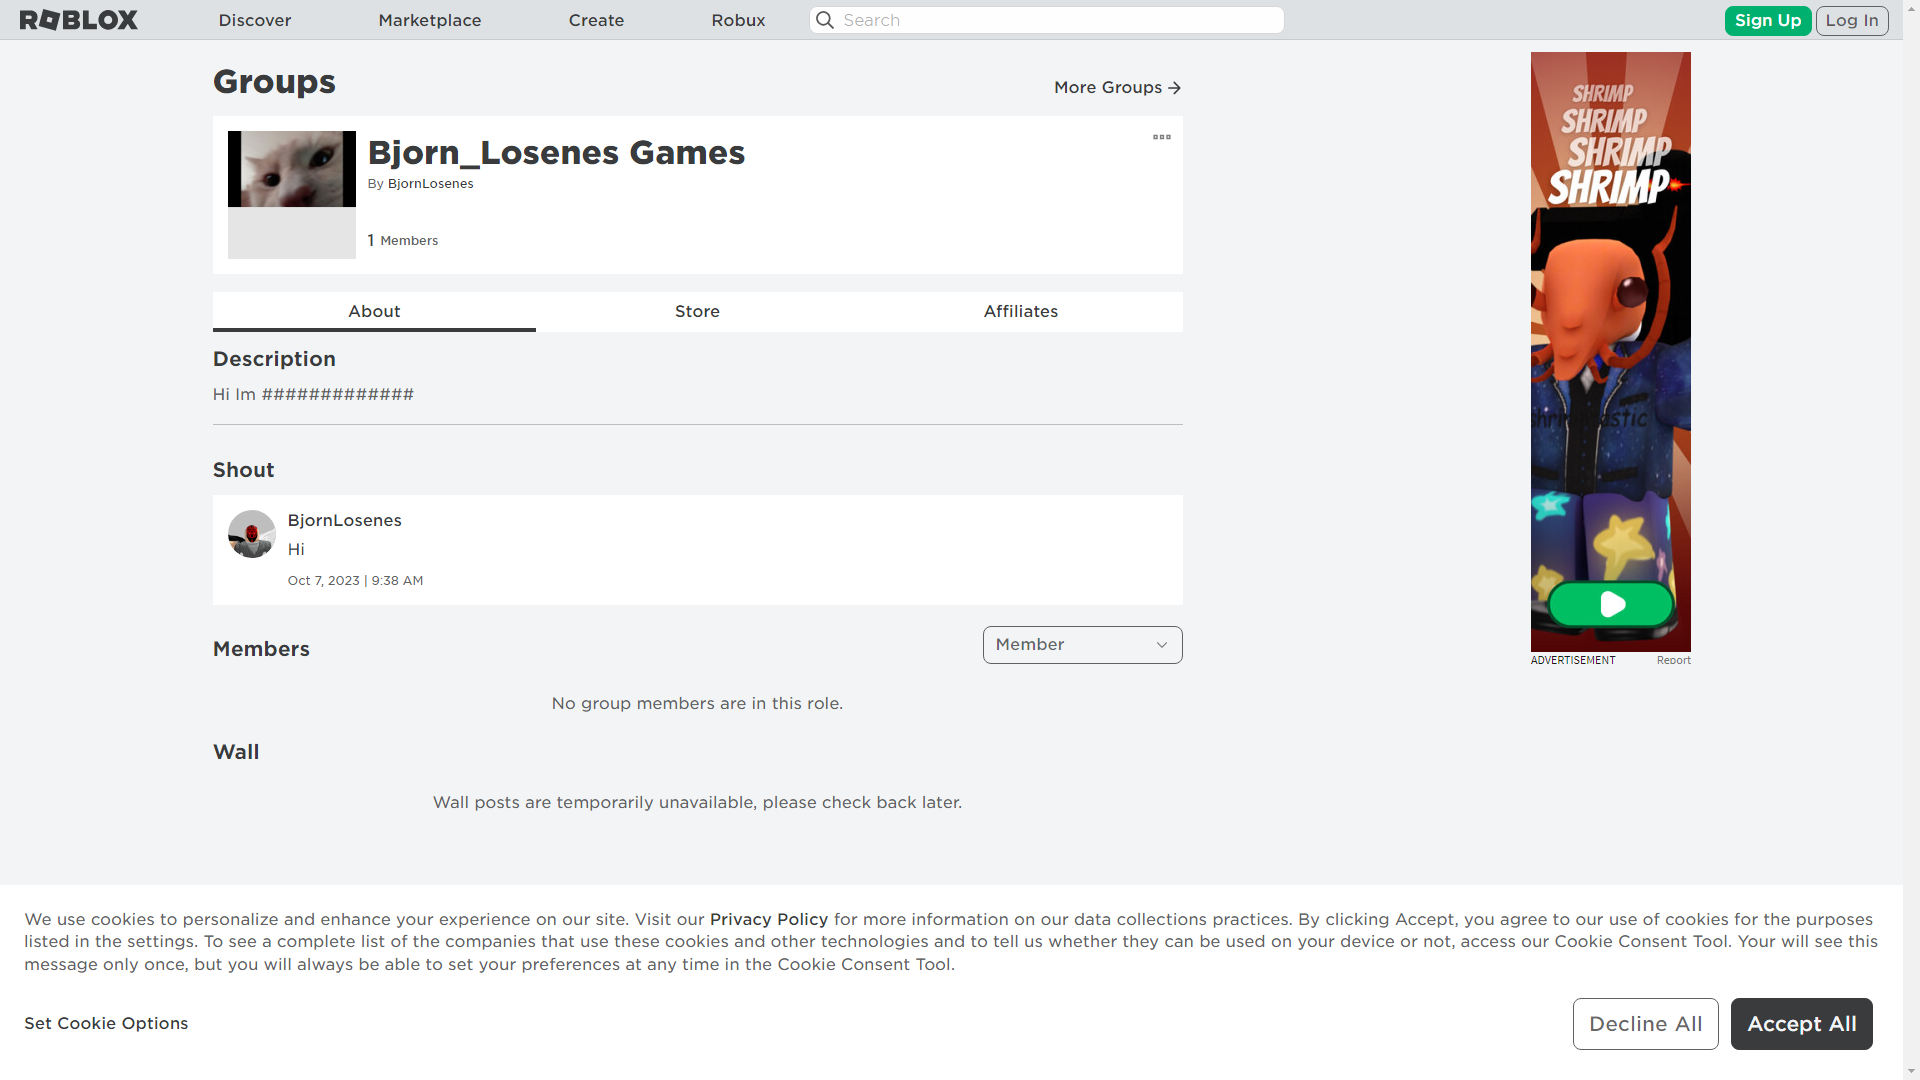 ROBLOX
Discover
Marketplace
Create
Robux
Search
Sign Up
Log In
Groups
More Groups
Bjorn_Losenes Games
By BjornLosenes
1 Members
About
Store
Affiliates
Description
Hi Im #############
Shout
BjornLosenes
Hi
Oct 7, 2023 | 9:38 AM
Members
Member
No group members are in this role.
Wall
Wall posts are temporarily unavailable, please check back later.
SHRIMP
SHRIMP
SHRIMP
SHRIMP
ADVERTISEMENT
Report
We use cookies to personalize and enhance your experience on our site. Visit our Privacy Policy for more information on our data collections practices. By clicking Accept, you agree to our use of cookies for the purposes
listed in the settings. To see a complete list of the companies that use these cookies and other technologies and to tell us whether they can be used on your device or not, access our Cookie Consent Tool. Your will see this
message only once, but you will always be able to set your preferences at any time in the Cookie Consent Tool.
Set Cookie Options
Decline All
Accept All